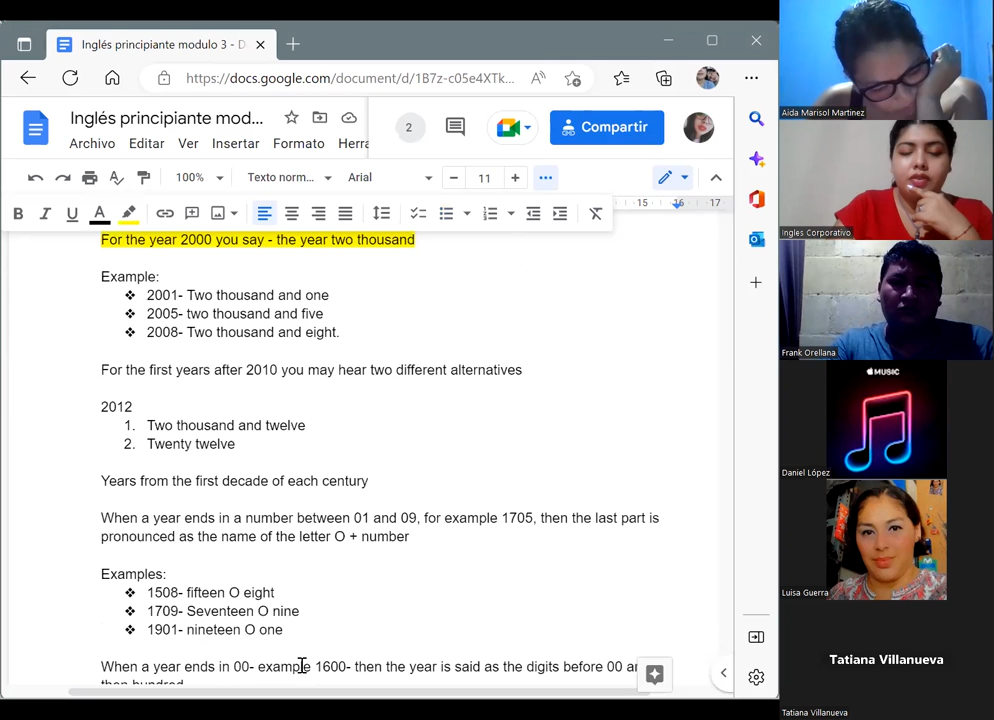 Inglés principiante modulo 3 - D
https://docs.google.com/document/d/1B7z-c05e4XTk...
Inglés principiante mod...
2
Compartir
Archivo Editar Ver Insertar Formato Herra
100% Texto norm... Arial 11
15 16 17
For the year 2000 you say - the year two thousand
Example:
❖ 2001- Two thousand and one
❖ 2005- two thousand and five
❖ 2008- Two thousand and eight.
For the first years after 2010 you may hear two different alternatives
2012
1. Two thousand and twelve
2. Twenty twelve
Years from the first decade of each century
When a year ends in a number between 01 and 09, for example 1705, then the last part is
pronounced as the name of the letter O + number
Examples:
❖ 1508- fifteen O eight
❖ 1709- Seventeen O nine
❖ 1901- nineteen O one
When a year ends in 00- example 1600- then the year is said as the digits before 00 an
then hundred
Aida Marisol Martinez
Ingles Corporativo
Frank Orellana
MUSIC
Daniel López
Luisa Guerra
Tatiana Villanueva
Tatiana Villanueva